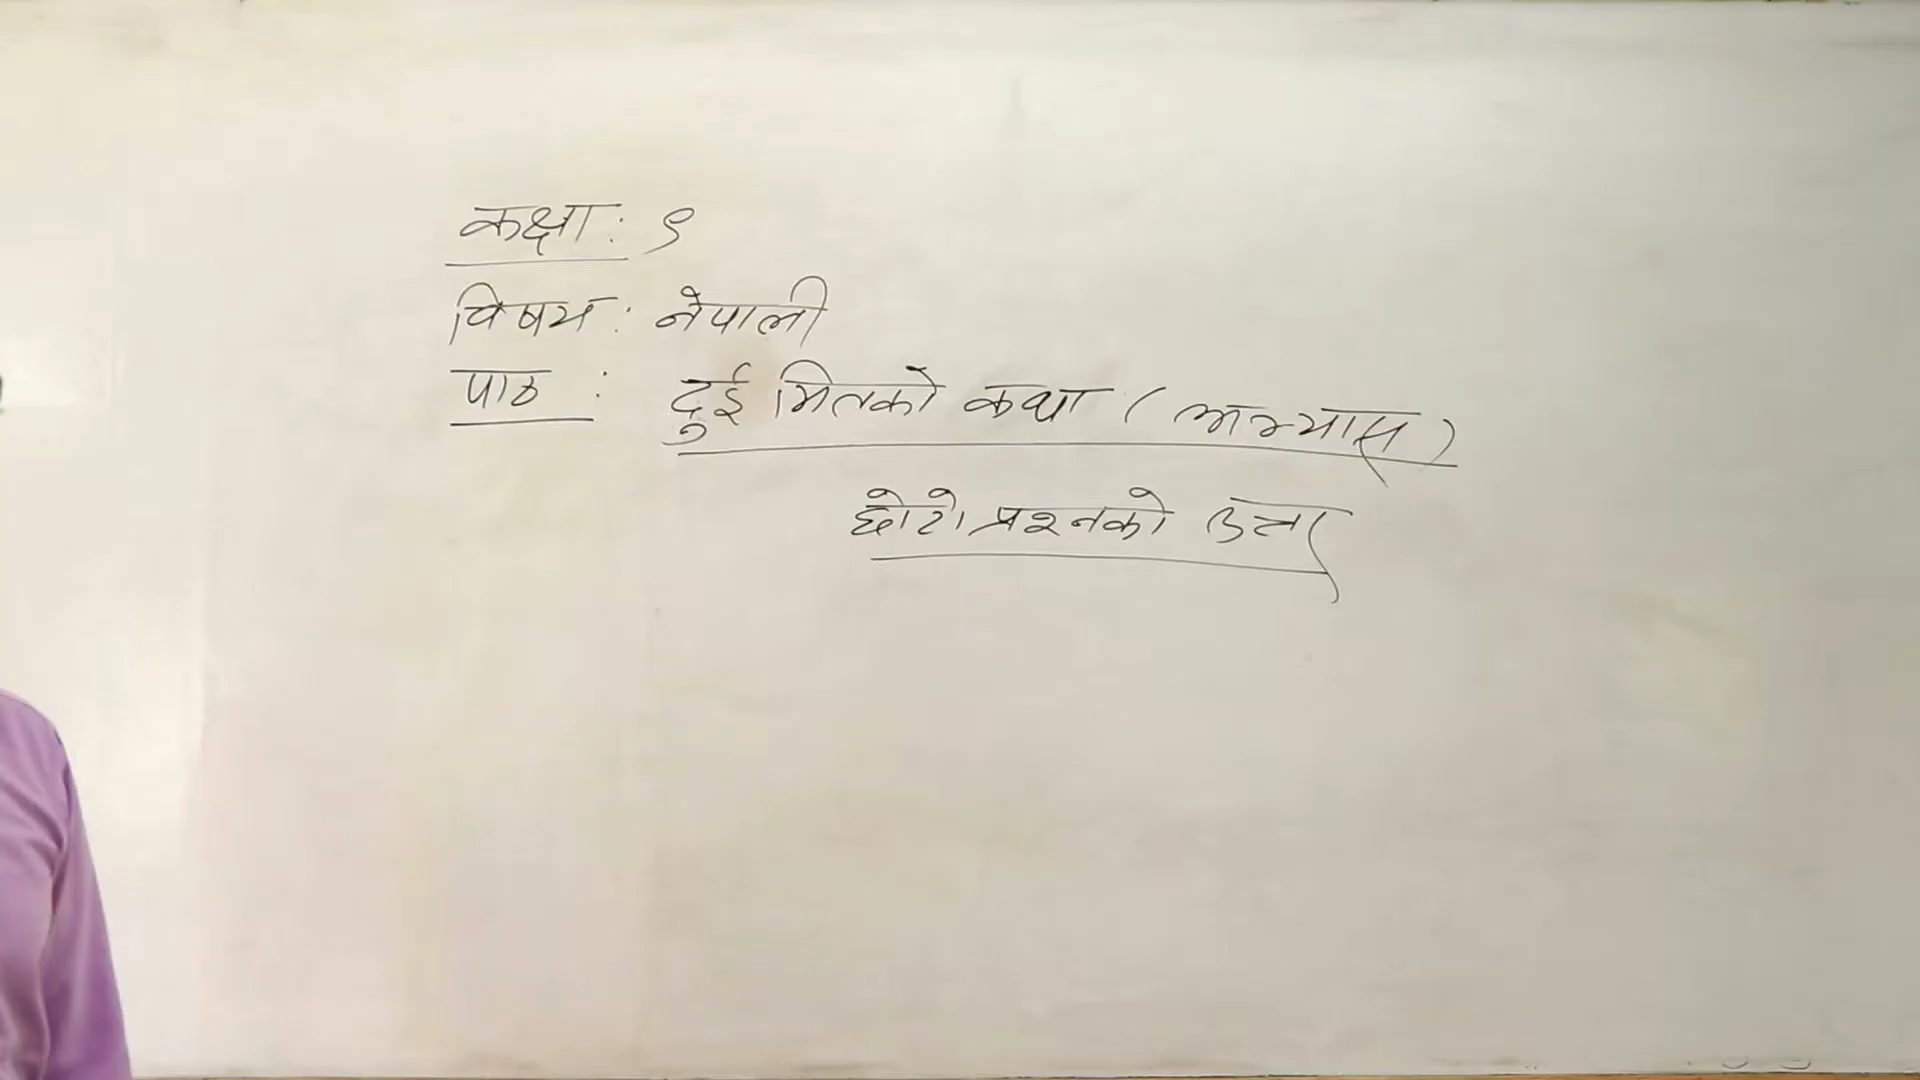 कक्षा: ९
विषय: नेपाली
पाठ : दुई मितको कथा (अभ्यास)
छोटो प्रश्नको उत्तर